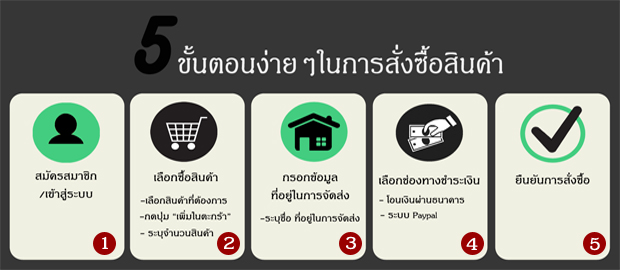 5 ขั้นตอนง่าย ๆในการสั่งซื้อสินค้า
สมัครสมาชิก
/เข้าสู่ระบบ
1
เลือกซื้อสินค้า
-เลือกสินค้าที่ต้องการ
-กดปุ่ม “เพิ่มในตะกร้า”
- ระบุจำนวนสินค้า
2
กรอกข้อมูล
ที่อยู่ในการจัดส่ง
-ระบุชื่อ ที่อยู่ในการจัดส่ง
3
เลือกช่องทางชำระเงิน
- โอนเงินผ่านธนาคาร
- ระบบ Paypal
4
ยืนยันการสั่งซื้อ
5